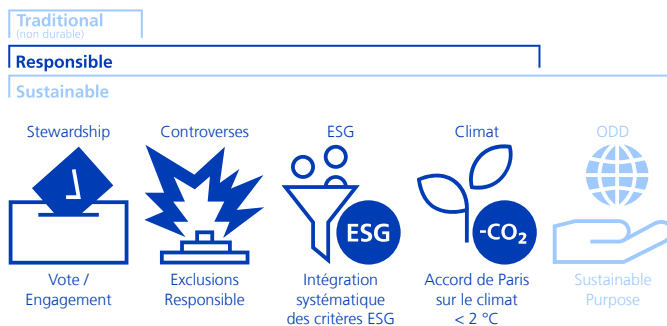 Traditional
(non durable)
Responsible
Sustainable
Stewardship
Controverses
ESG
Climat
ODD
ESG
-CO₂
Vote /
Engagement
Exclusions
Responsible
Intégration
systématique
des critères ESG
Accord de Paris
sur le climat
< 2 °C
Sustainable
Purpose